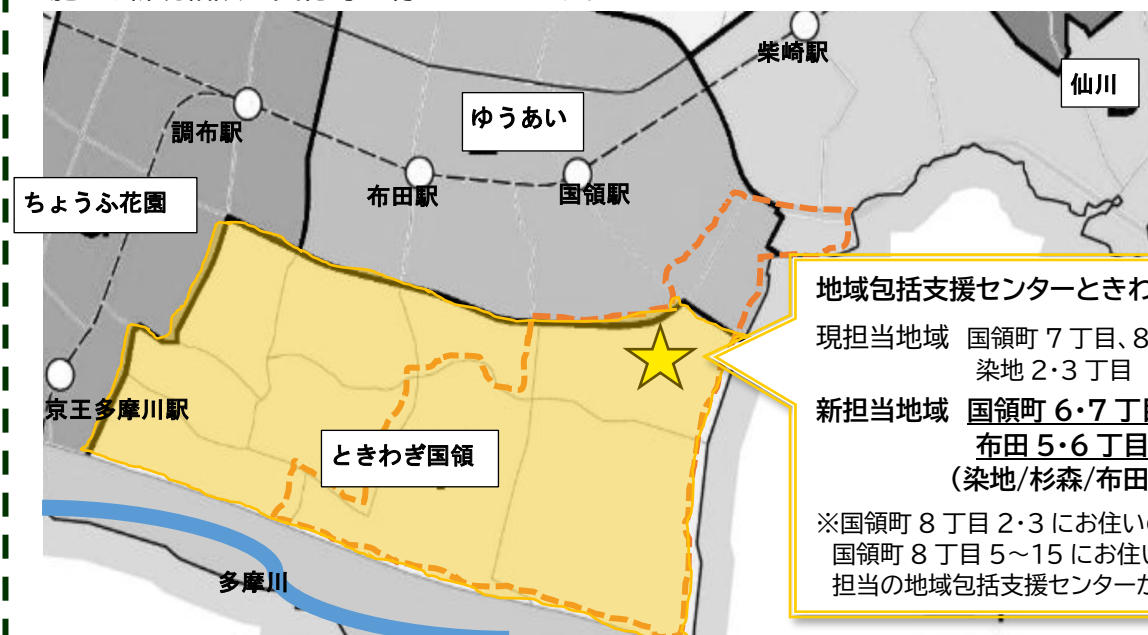 柴崎駅
仙川
ゆうあい
調布駅
布田駅
国領駅
ちょうふ花園
京王多摩川駅
ときわぎ国領
多摩川
地域包括支援センターときわ
現担当地域 国領町7丁目、8
染地2・3丁目
新担当地域 国領町6・7丁目
布田5・6丁目
(染地/杉森/布田
※国領町8丁目2・3にお住い
国領町8丁目5～15にお住い
担当の地域包括支援センターが